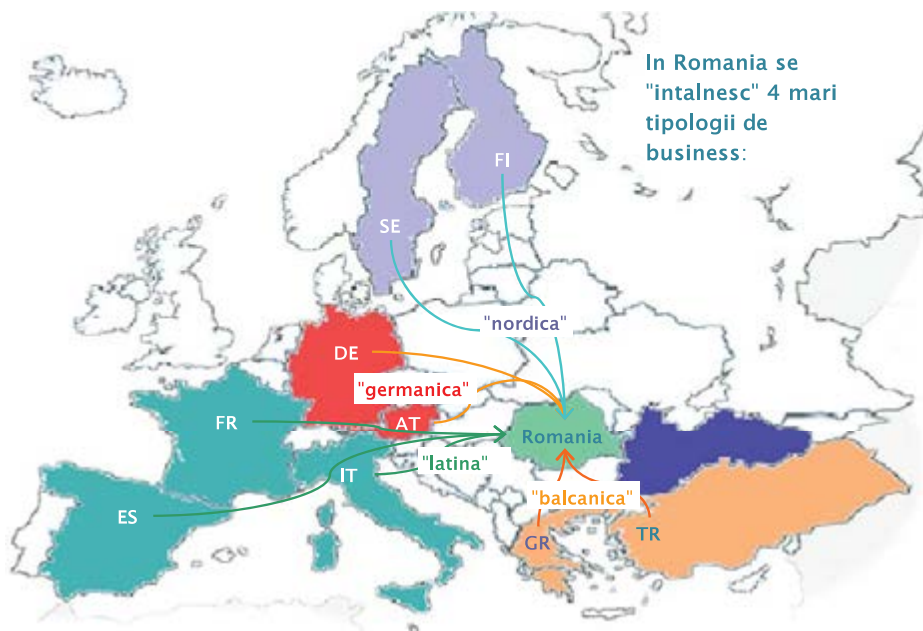 In Romania se
"intalnesc" 4 mari
tipologii de
business:
FI
SE
"nordica"
DE
"germanica"
FR
AT
Romania
"latina"
IT
"balcanica"
ES
GR
TR